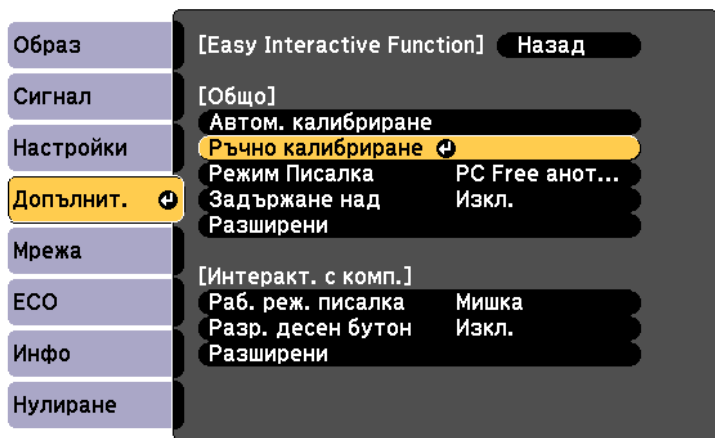 Образ
Сигнал
Настройки
Допълнит.
Мрежа
ECO
Инфо
Нулиране
[Easy Interactive Function] Назад
[Общо]
Автом. калибриране
Ръчно калибриране
Режим Писалка PC Free анот...
Задържане над Изкл.
Разширени
[Интеракт. с комп.]
Раб. реж. писалка Мишка
Разр. десен бутон Изкл.
Разширени